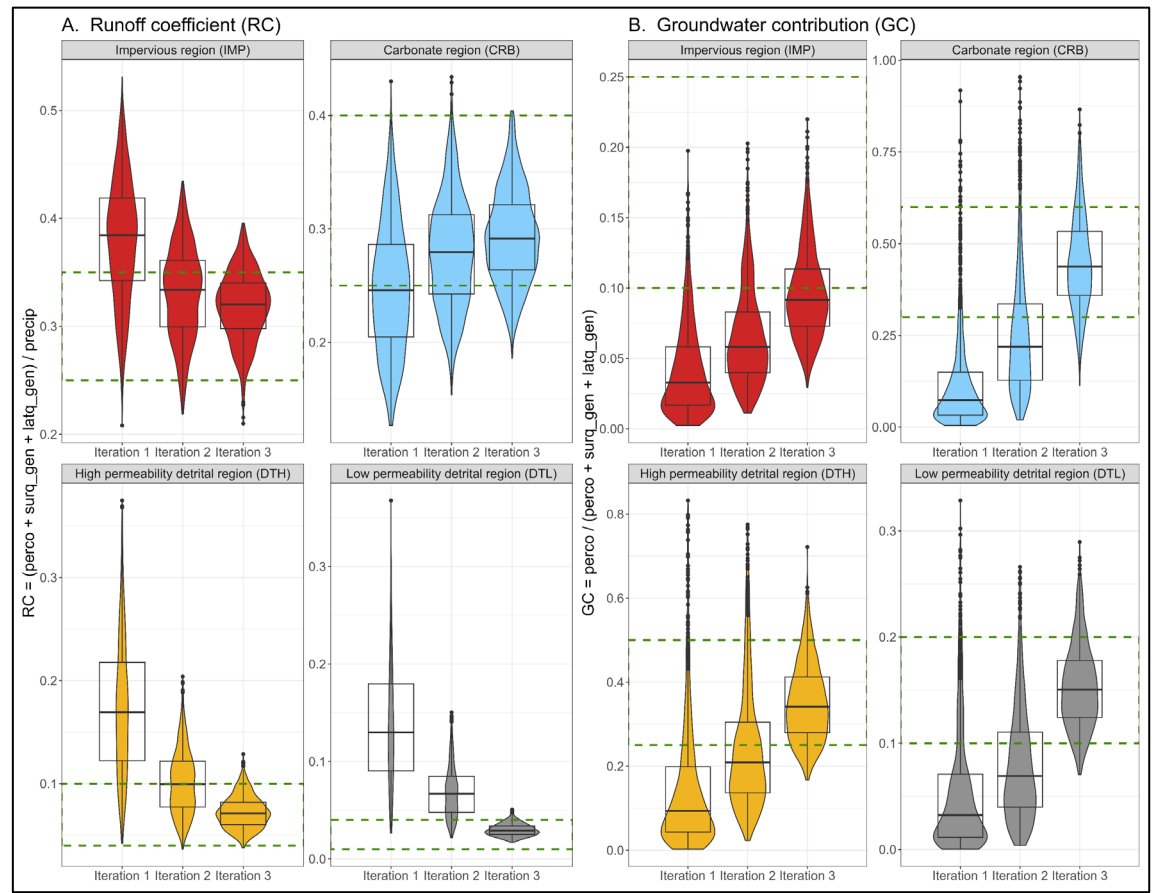 A. Runoff coefficient (RC)
B. Groundwater contribution (GC)
RC = (perco + surq_gen + latq_gen) / precip
Impervious region (IMP)
0.5
0.4
0.3
0.2
Iteration 1 Iteration 2 Iteration 3
Carbonate region (CRB)
0.4
0.3
0.2
Iteration 1 Iteration 2 Iteration 3
High permeability detrital region (DTH)
0.3
0.2
0.1
Iteration 1 Iteration 2 Iteration 3
Low permeability detrital region (DTL)
0.3
0.2
0.1
0.0
Iteration 1 Iteration 2 Iteration 3
GC = perco / (perco + surq_gen + latq_gen)
Impervious region (IMP)
0.25
0.20
0.15
0.10
0.05
0.00
Iteration 1 Iteration 2 Iteration 3
Carbonate region (CRB)
1.00
0.75
0.50
0.25
0.00
Iteration 1 Iteration 2 Iteration 3
High permeability detrital region (DTH)
0.8
0.6
0.4
0.2
0.0
Iteration 1 Iteration 2 Iteration 3
Low permeability detrital region (DTL)
0.3
0.2
0.1
0.0
Iteration 1 Iteration 2 Iteration 3